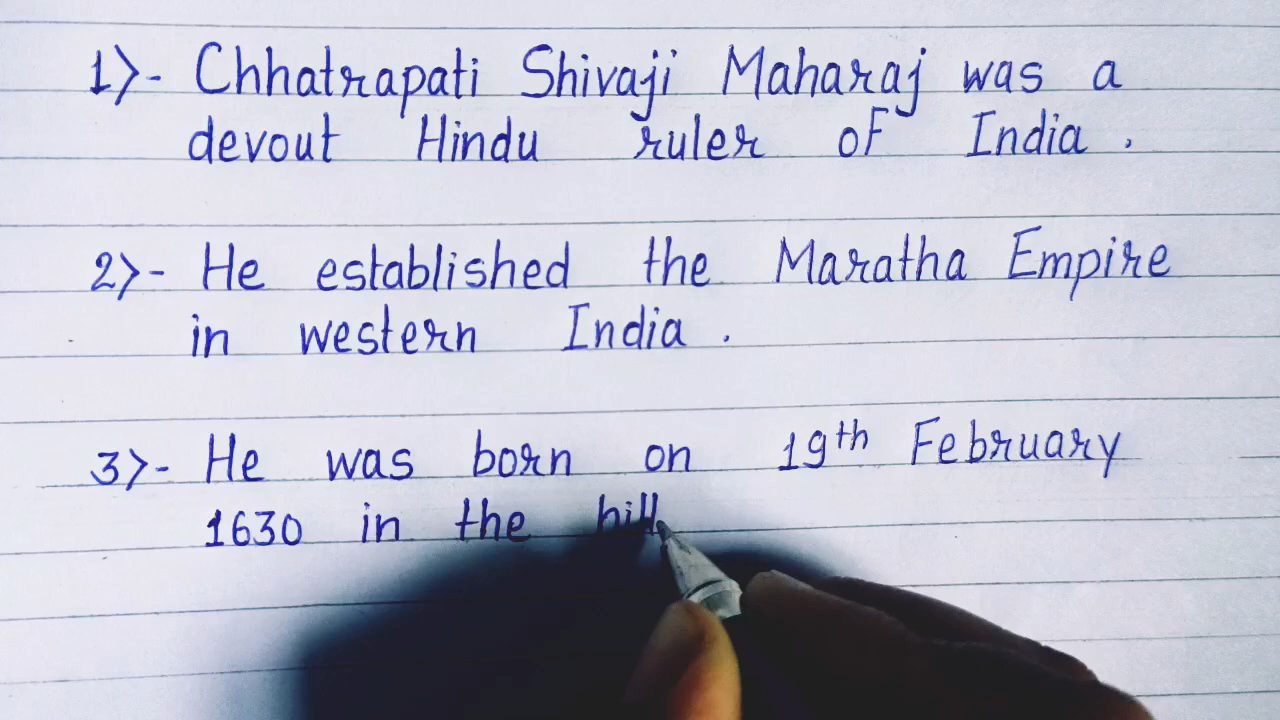 1)- Chhatrapati Shivaji Maharaj was a
devout Hindu ruler of India.
2)- He established the Maratha Empire
in western India.
3)- He was born on 19th February
1630 in the hill